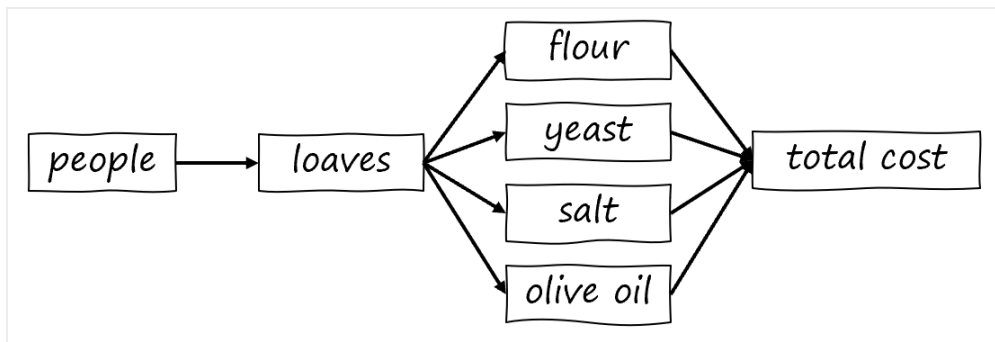 people
loaves
flour
yeast
salt
olive oil
total cost